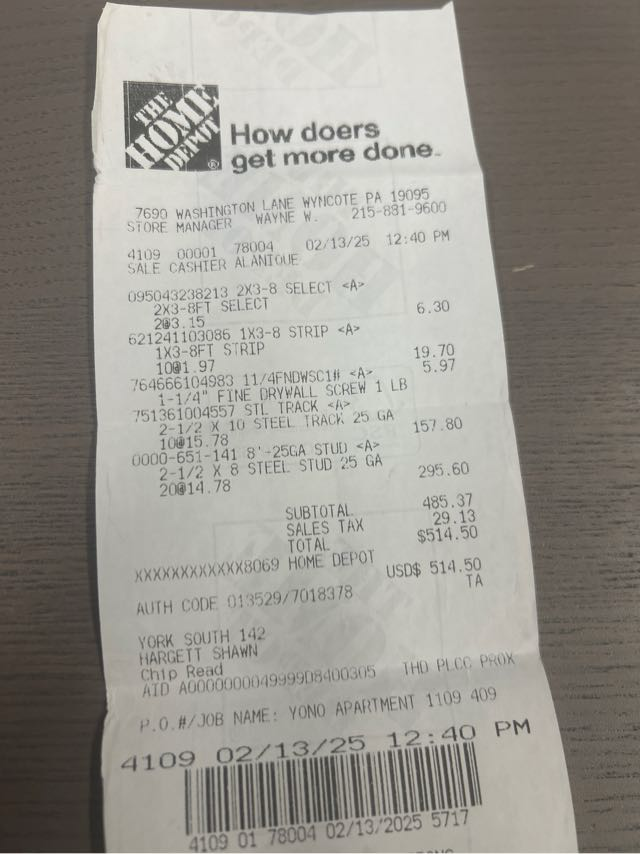 THE HOME DEPOT®
How doers
get more done.
7690 WASHINGTON LANE WYNCOTE PA 19095
STORE MANAGER WAYNE W. 215-881-9600
4109 00001 78004 02/13/25 12:40 PM
SALE CASHIER ALANIQUE
095043238213 2X3-8 SELECT <A>
2X3-8FT SELECT
2@3.15 6.30
621241103086 1X3-8 STRIP <A>
1X3-8FT STRIP
10@1.97 19.70
764666104983 11/4FNDWSC1# <A> 5.97
1-1/4" FINE DRYWALL SCREW 1 LB
751361004557 STL TRACK <A>
2-1/2 X 10 STEEL TRACK 25 GA
10@15.78 157.80
0000-651-141 8'-25GA STUD <A>
2-1/2 X 8 STEEL STUD 25 GA
20@14.78 295.60
SUBTOTAL 485.37
SALES TAX 29.13
TOTAL $514.50
XXXXXXXXXXXX8069 HOME DEPOT
USD$ 514.50
AUTH CODE 013529/7018378 TA
YORK SOUTH 142
HARGETT SHAWN
Chip Read
AID A0000000049999D8400305 THD PLCC PROX
P.O.#/JOB NAME: YONO APARTMENT 1109 409
4109 02/13/25 12:40 PM
4109 01 78004 02/13/2025 5717